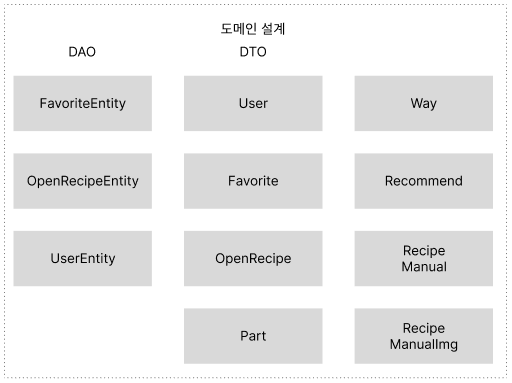 도메인 설계
DAO
DTO
FavoriteEntity
User
Way
OpenRecipeEntity
Favorite
Recommend
UserEntity
OpenRecipe
Recipe
Manual
Part
Recipe
ManualImg